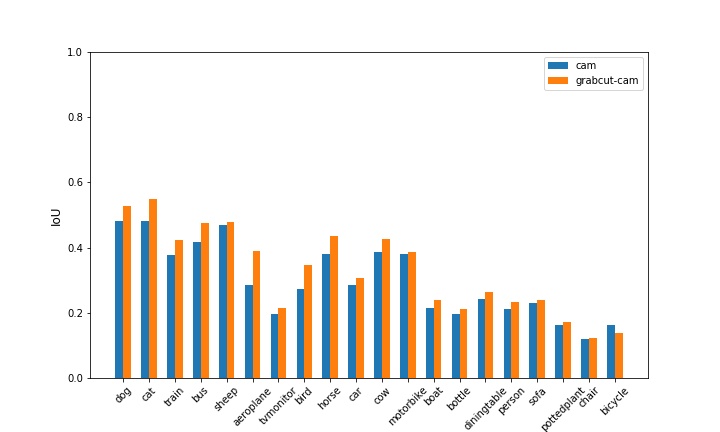 1.0
0.8
0.6
0.4
0.2
0.0
IoU
cam
grabcut-cam
dog
cat
train
bus
sheep
aeroplane
tvmonitor
bird
horse
car
cow
motorbike
boat
bottle
diningtable
person
sofa
pottedplant
chair
bicycle